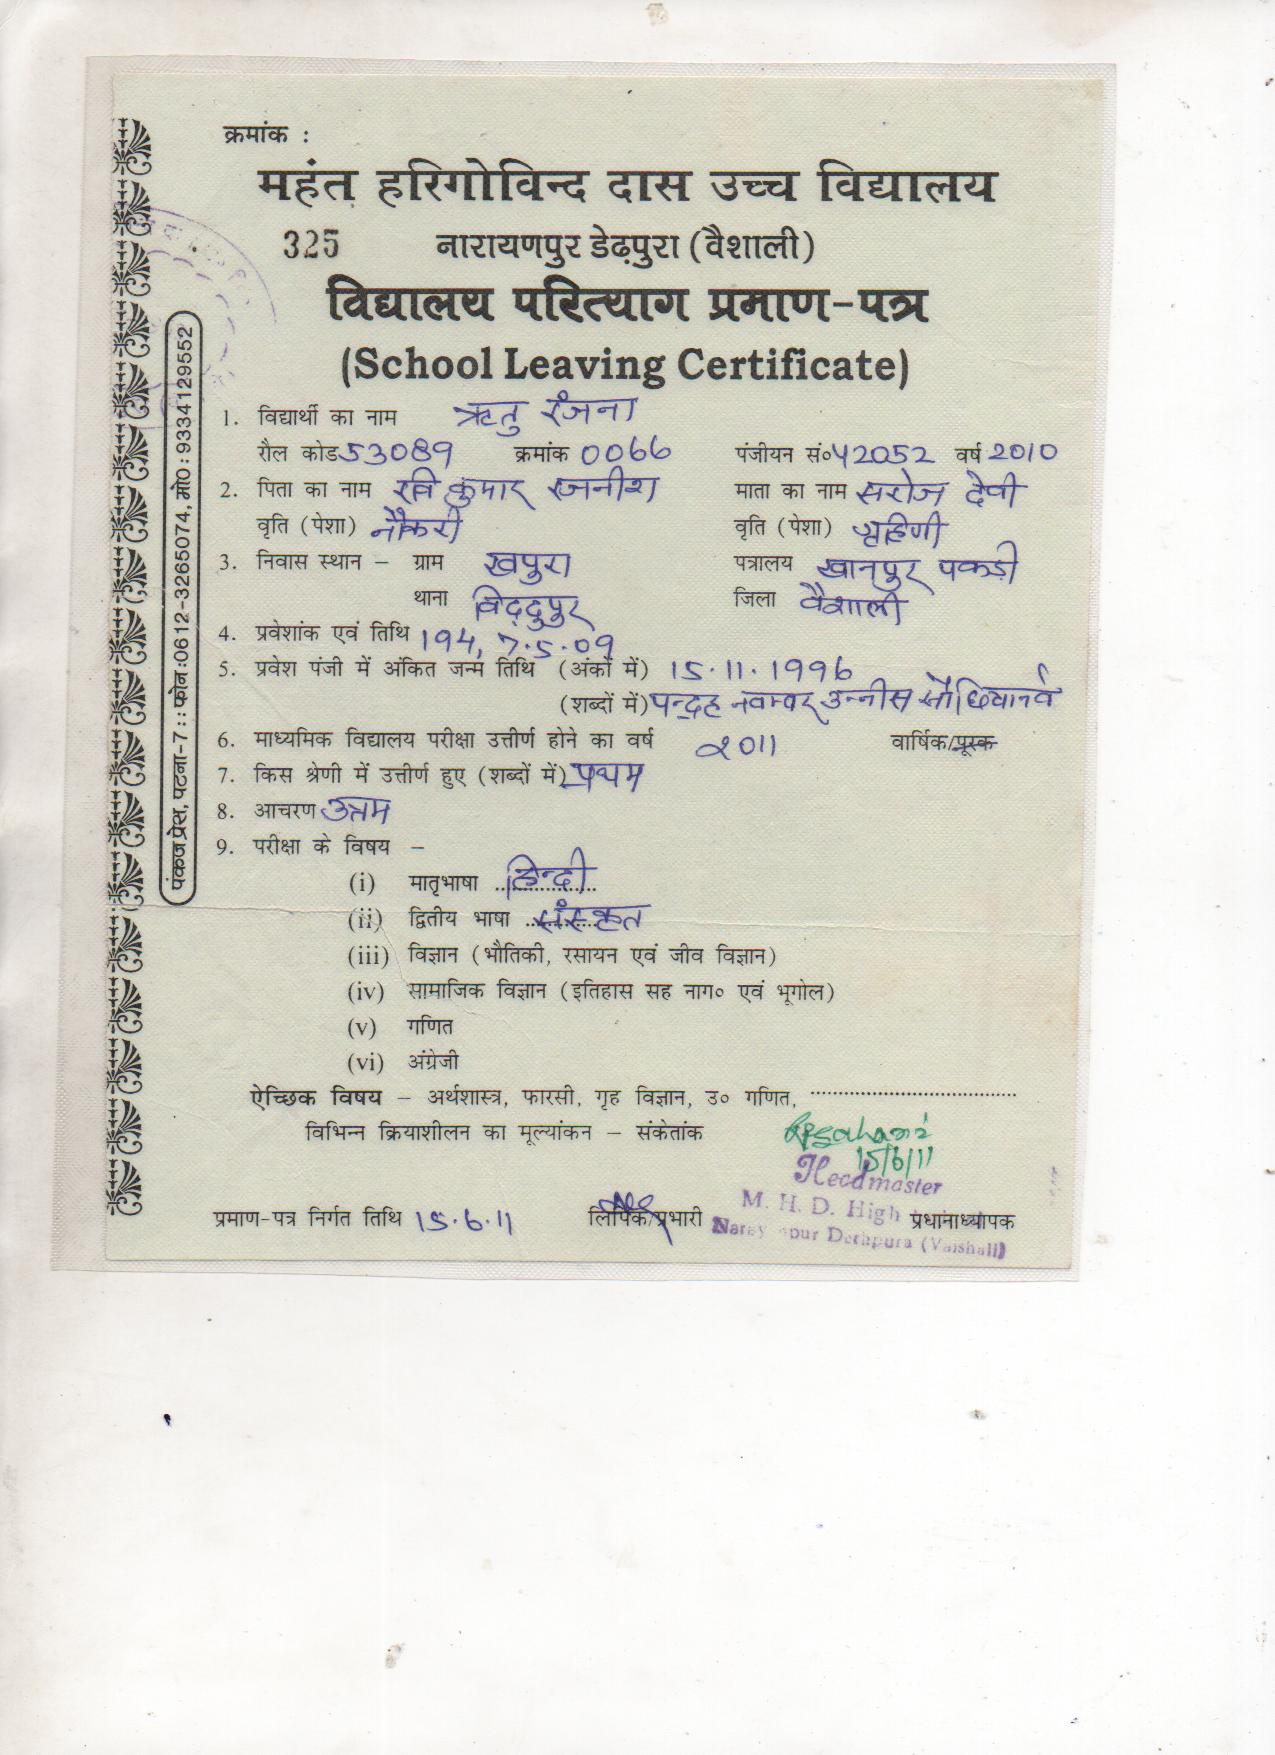 क्रमांक :
महंत हरिगोविन्द दास उच्च विद्यालय
325 नारायणपुर डेढ़पुरा (वैशाली)
विद्यालय परित्याग प्रमाण-पत्र
(School Leaving Certificate)
1. विद्यार्थी का नाम ऋतु रंजना
रौल कोड 53089 क्रमांक 0066 पंजीयन सं० 42052 वर्ष 2010
2. पिता का नाम रवि कुमार रजनीश माता का नाम सरोज देवी
वृति (पेशा) नौकरी वृति (पेशा) गृहिणी
3. निवास स्थान – ग्राम खपुरा पत्रालय खानपुर पकड़ी
थाना विद्दुपुर जिला वैशाली
4. प्रवेशांक एवं तिथि 194, 7.5.09
5. प्रवेश पंजी में अंकित जन्म तिथि (अंकों में) 15.11.1996
(शब्दों में) पन्द्रह नवम्बर उन्नीस सौ छियानवे
6. माध्यमिक विद्यालय परीक्षा उत्तीर्ण होने का वर्ष 2011 वार्षिक/पूरक
7. किस श्रेणी में उत्तीर्ण हुए (शब्दों में) प्रथम
8. आचरण उत्तम
9. परीक्षा के विषय –
(i) मातृभाषा हिन्दी
(ii) द्वितीय भाषा संस्कृत
(iii) विज्ञान (भौतिकी, रसायन एवं जीव विज्ञान)
(iv) सामाजिक विज्ञान (इतिहास सह नाग० एवं भूगोल)
(v) गणित
(vi) अंग्रेजी
ऐच्छिक विषय – अर्थशास्त्र, फारसी, गृह विज्ञान, उ० गणित, ....................................
विभिन्न क्रियाशीलन का मूल्यांकन – संकेतांक
15/6/11
Headmaster
M. H. D. High
प्रमाण-पत्र निर्गत तिथि 15.6.11 लिपिक/प्रभारी प्रधानाध्यापक
Derhpura (Vaishali)
पंकज प्रेस, पटना-7 :: फोन :0612-3265074, मो० : 9334129552